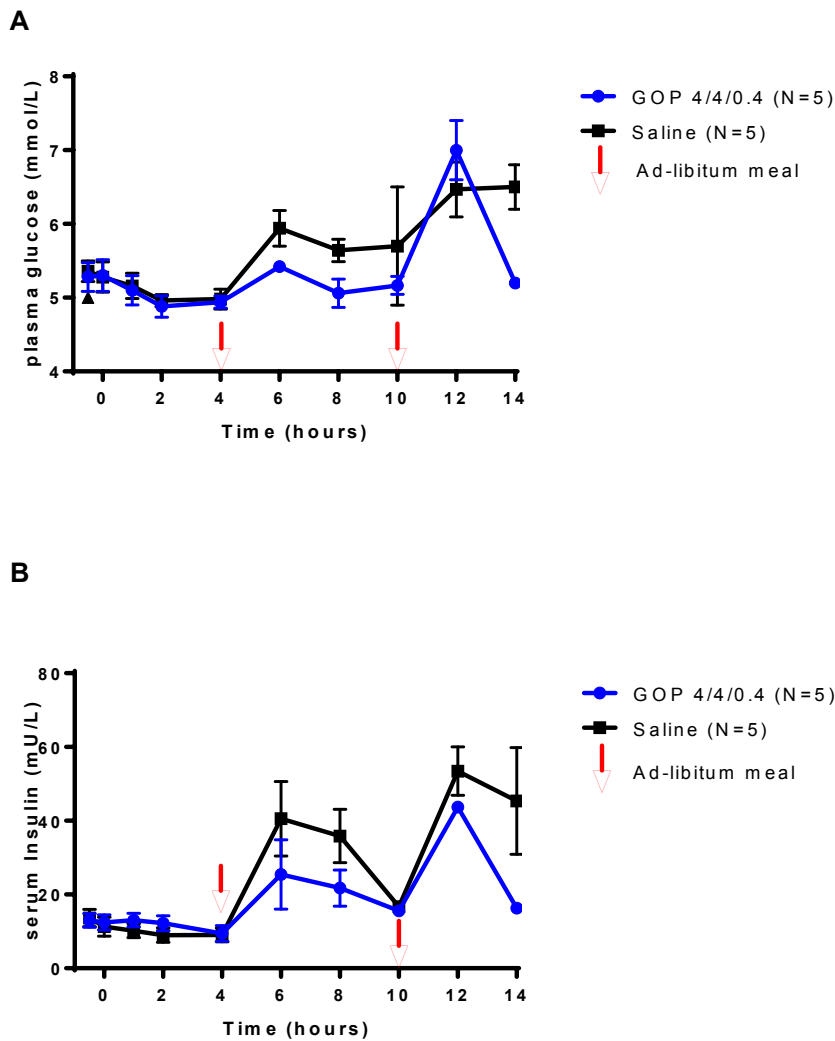 A
plasma glucose (mmol/L)
8
7
6
5
4
0 2 4 6 8 10 12 14
Time (hours)
GOP 4/4/0.4 (N=5)
Saline (N=5)
Ad-libitum meal
B
serum Insulin (mU/L)
80
60
40
20
0
0 2 4 6 8 10 12 14
Time (hours)
GOP 4/4/0.4 (N=5)
Saline (N=5)
Ad-libitum meal